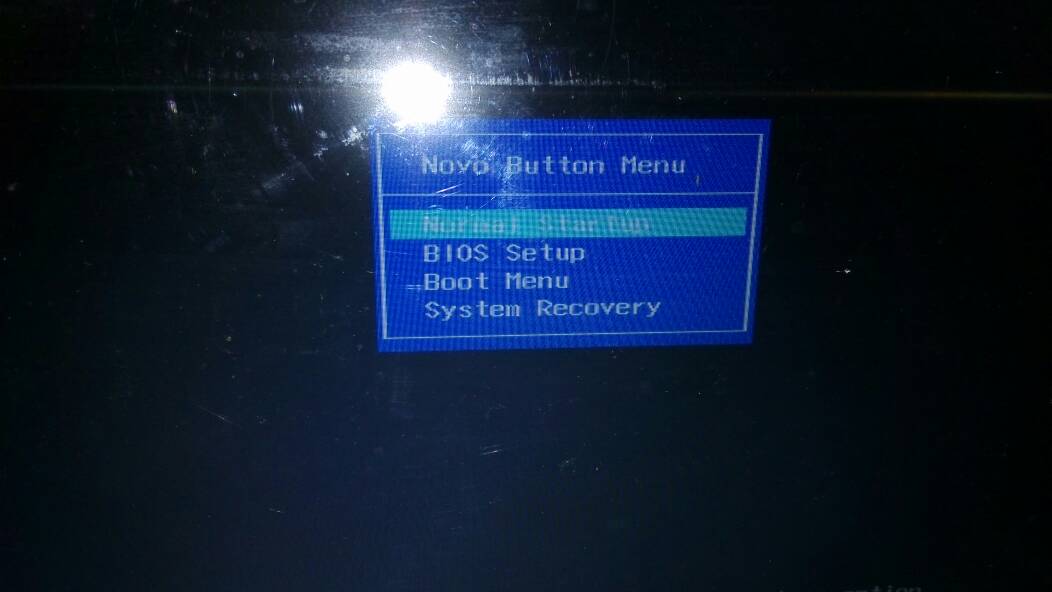 Novo Button Menu
Normal Startup
BIOS Setup
Boot Menu
System Recovery